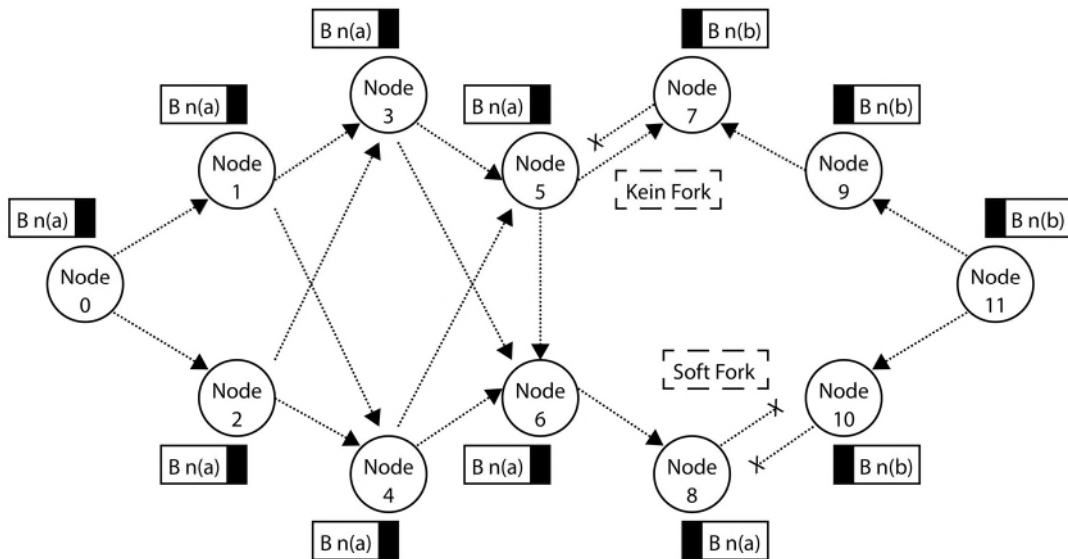 B n(a)
B n(b)
Node
3
Node
7
B n(a)
B n(a)
B n(b)
Node
1
Node
5
Kein Fork
Node
9
B n(a)
B n(b)
Node
0
Node
11
Soft Fork
Node
2
Node
6
Node
10
B n(a)
B n(a)
B n(b)
Node
4
Node
8
B n(a)
B n(a)